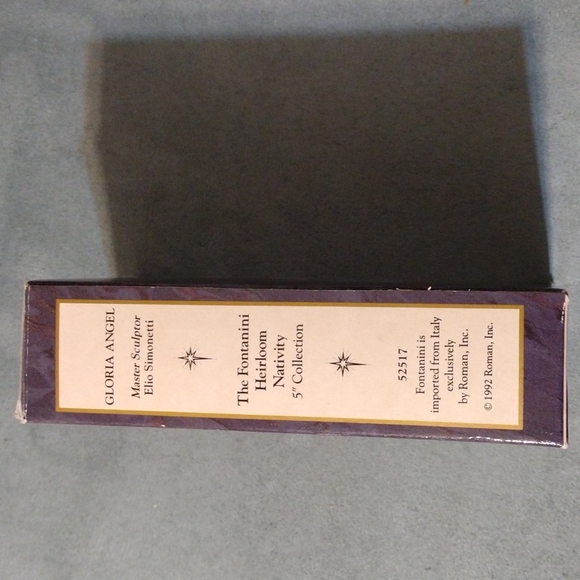 GLORIA ANGEL
Master Sculptor
Elio Simonetti
The Fontanini
Heirloom
Nativity
5" Collection
52517
Fontanini is
imported from Italy
exclusively
by Roman, Inc.
© 1992 Roman, Inc.